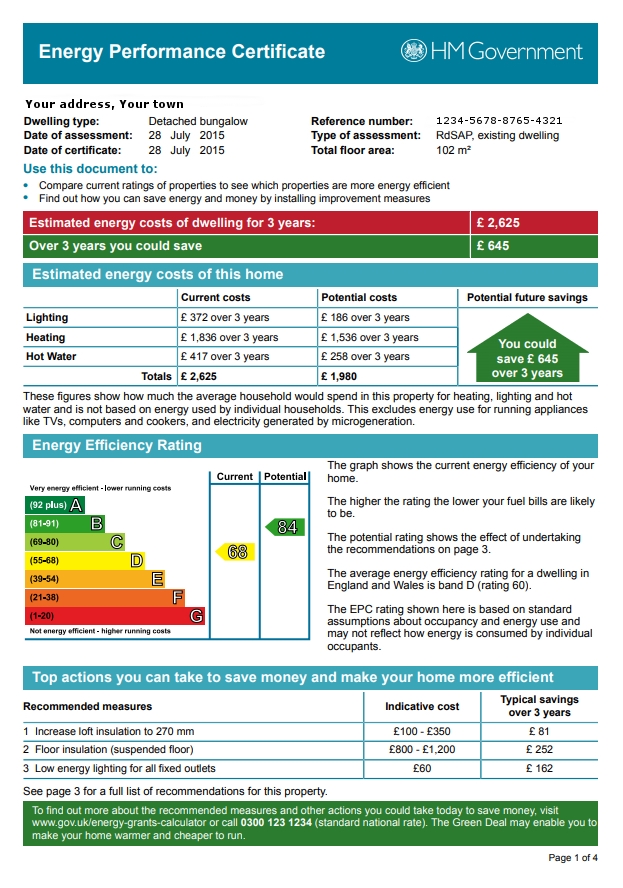 Energy Performance Certificate
HM Government
Your address, Your town
Dwelling type: Detached bungalow
Date of assessment: 28 July 2015
Date of certificate: 28 July 2015
Reference number: 1234-5678-8765-4321
Type of assessment: RdSAP, existing dwelling
Total floor area: 102 m²
Use this document to:
• Compare current ratings of properties to see which properties are more energy efficient
• Find out how you can save energy and money by installing improvement measures
Estimated energy costs of dwelling for 3 years: £ 2,625
Over 3 years you could save £ 645
Estimated energy costs of this home
Current costs Potential costs Potential future savings
Lighting £ 372 over 3 years £ 186 over 3 years
Heating £ 1,836 over 3 years £ 1,536 over 3 years
Hot Water £ 417 over 3 years £ 258 over 3 years
Totals £ 2,625 £ 1,980
You could
save £ 645
over 3 years
These figures show how much the average household would spend in this property for heating, lighting and hot
water and is not based on energy used by individual households. This excludes energy use for running appliances
like TVs, computers and cookers, and electricity generated by microgeneration.
Energy Efficiency Rating
Current Potential
Very energy efficient - lower running costs
(92 plus) A
(81-91) B
(69-80) C
(55-68) D
(39-54) E
(21-38) F
(1-20) G
Not energy efficient - higher running costs
68
84
The graph shows the current energy efficiency of your
home.
The higher the rating the lower your fuel bills are likely
to be.
The potential rating shows the effect of undertaking
the recommendations on page 3.
The average energy efficiency rating for a dwelling in
England and Wales is band D (rating 60).
The EPC rating shown here is based on standard
assumptions about occupancy and energy use and
may not reflect how energy is consumed by individual
occupants.
Top actions you can take to save money and make your home more efficient
Recommended measures Indicative cost Typical savings
over 3 years
1 Increase loft insulation to 270 mm £100 - £350 £ 81
2 Floor insulation (suspended floor) £800 - £1,200 £ 252
3 Low energy lighting for all fixed outlets £60 £ 162
See page 3 for a full list of recommendations for this property.
To find out more about the recommended measures and other actions you could take today to save money, visit
www.gov.uk/energy-grants-calculator or call 0300 123 1234 (standard national rate). The Green Deal may enable you to
make your home warmer and cheaper to run.
Page 1 of 4